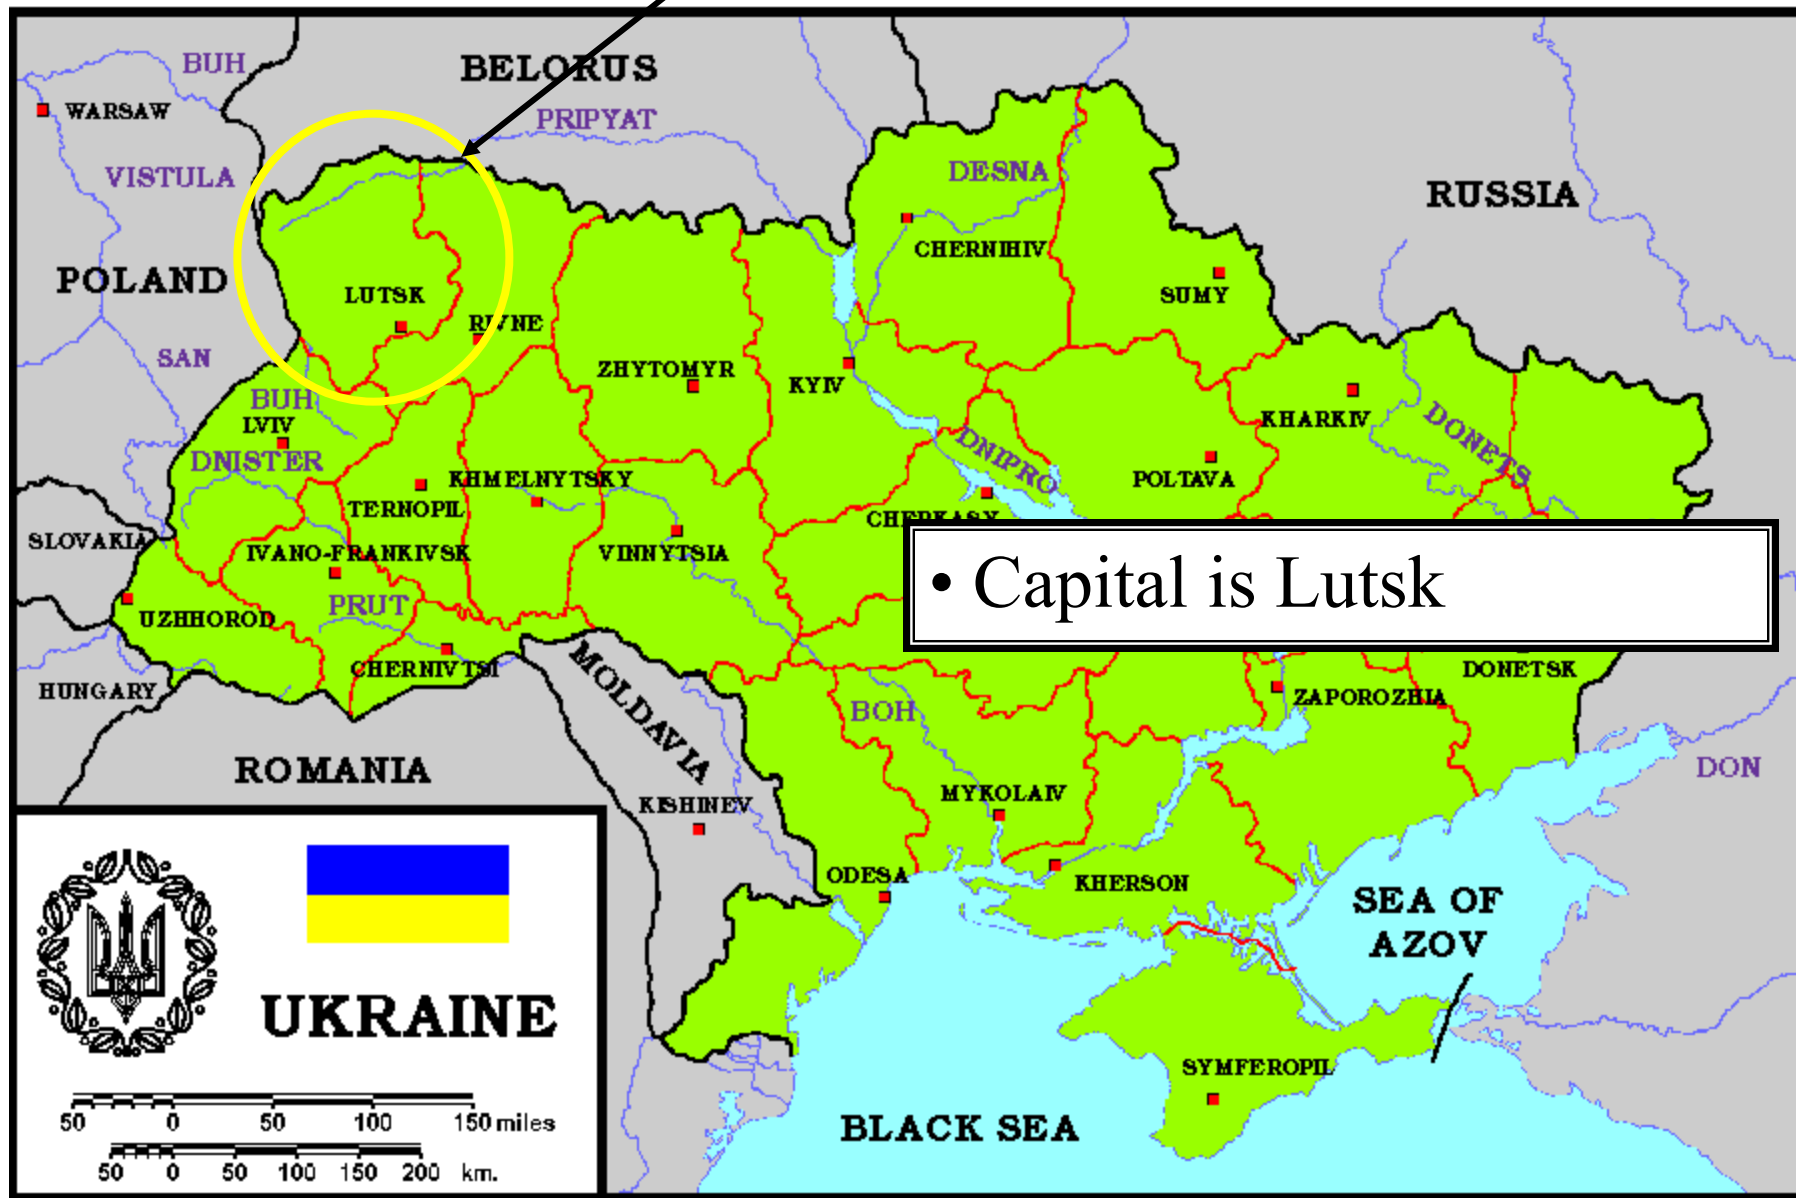 BUH
BELORUS
WARSAW
PRIPYAT
VISTULA
DESNA
RUSSIA
CHERNIHIV
POLAND
LUTSK
SUMY
RIVNE
SAN
ZHYTOMYR
KYIV
BUH
LVIV
KHARKIV
DONETS
DNISTER
DNIPRO
KHMELNYTSKY
POLTAVA
TERNOPIL
CHERKASY
SLOVAKIA
IVANO-FRANKIVSK
VINNYTSIA
• Capital is Lutsk
PRUT
UZHHOROD
CHERNIVTSI
MOLDAVIA
DONETSK
HUNGARY
ZAPOROZHIA
BOH
ROMANIA
DON
KISHINEV
MYKOLAIV
ODESA
KHERSON
SEA OF
AZOV
UKRAINE
SYMFEROPIL
BLACK SEA
50 0 50 100 150 miles
50 0 50 100 150 200 km.